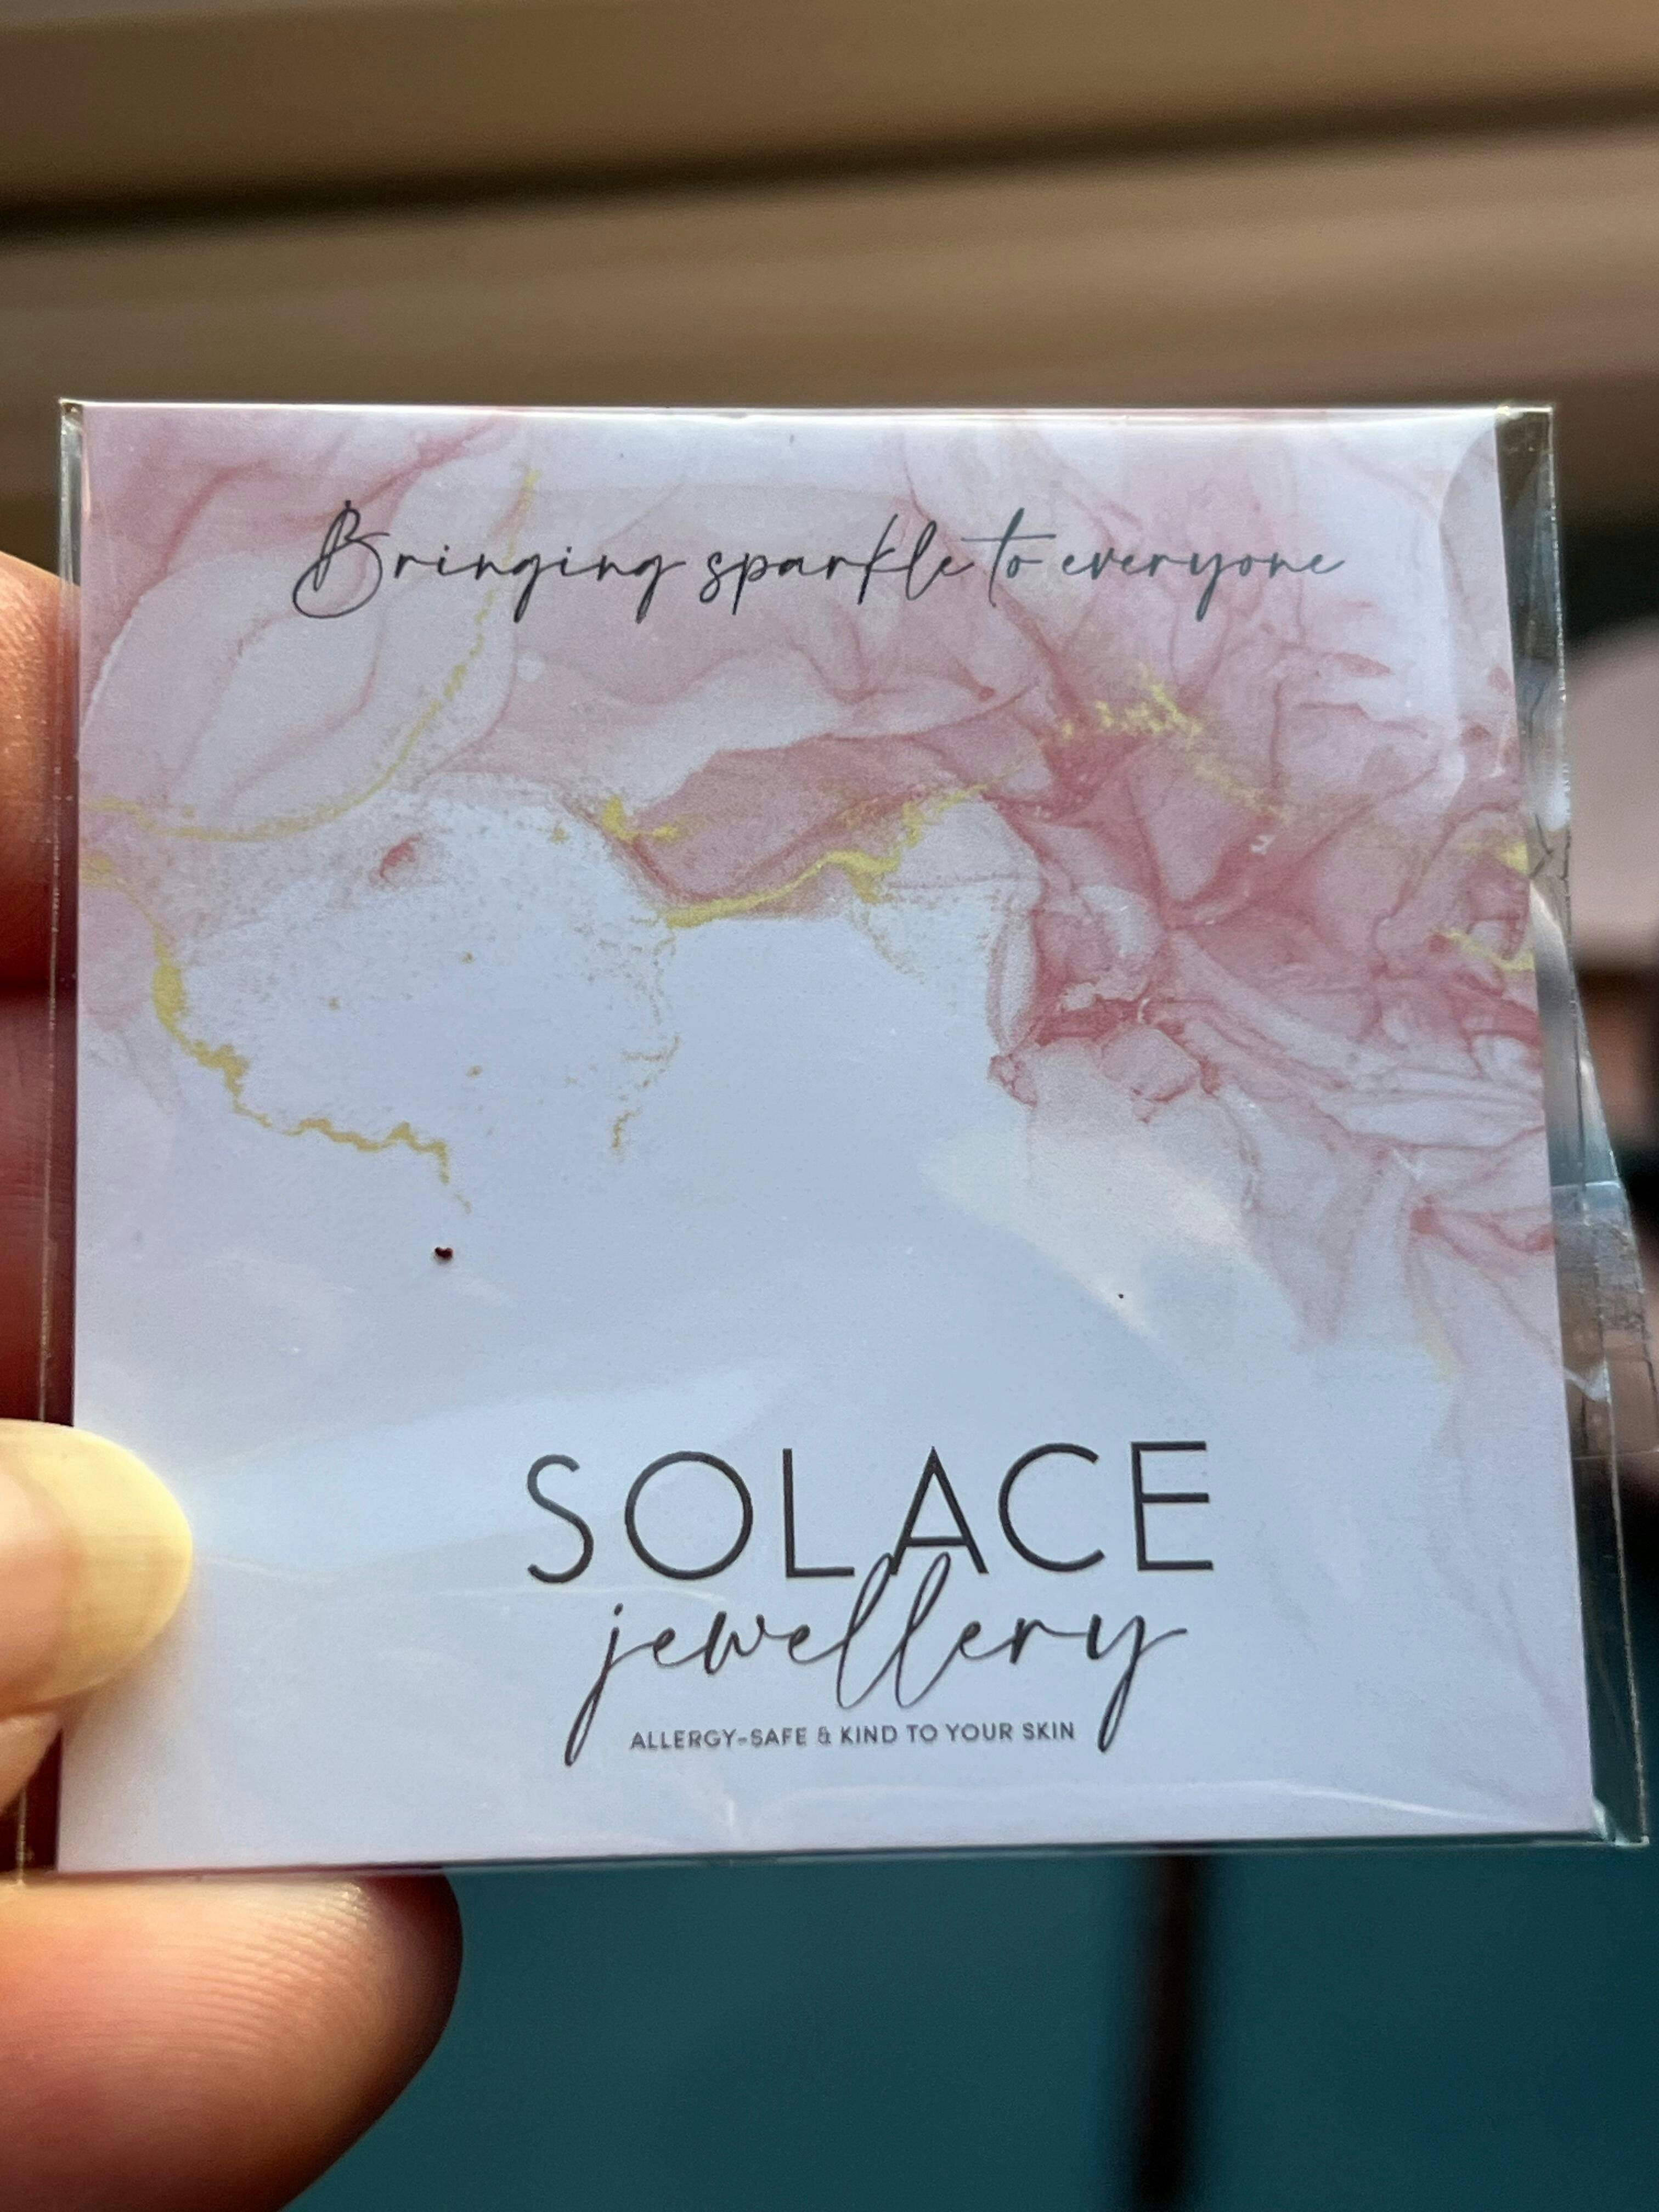 Bringing sparkle to everyone
SOLACE
jewellery
ALLERGY-SAFE & KIND TO YOUR SKIN